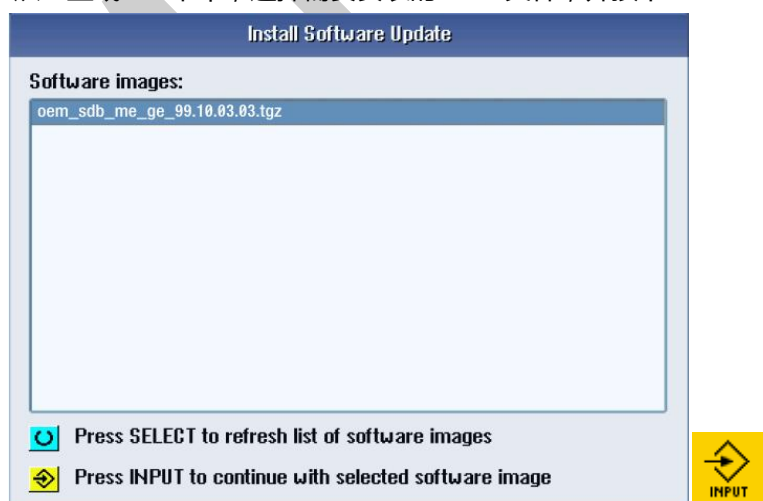 Install Software Update
Software images:
oem_sdb_me_ge_99.10.03.03.tgz
Press SELECT to refresh list of software images
Press INPUT to continue with selected software image
INPUT